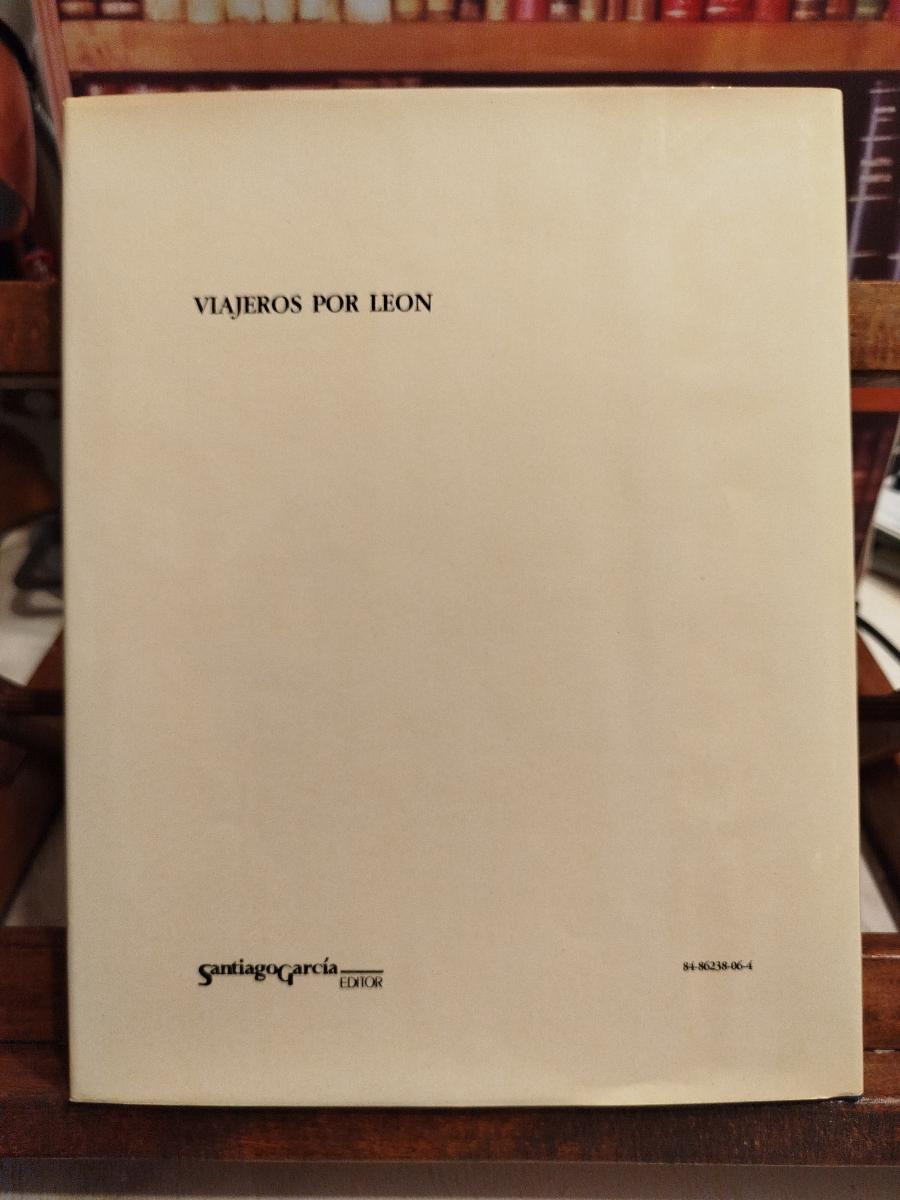 VIAJEROS POR LEON
SantiagoGarcía
EDITOR
84-86238-06-4